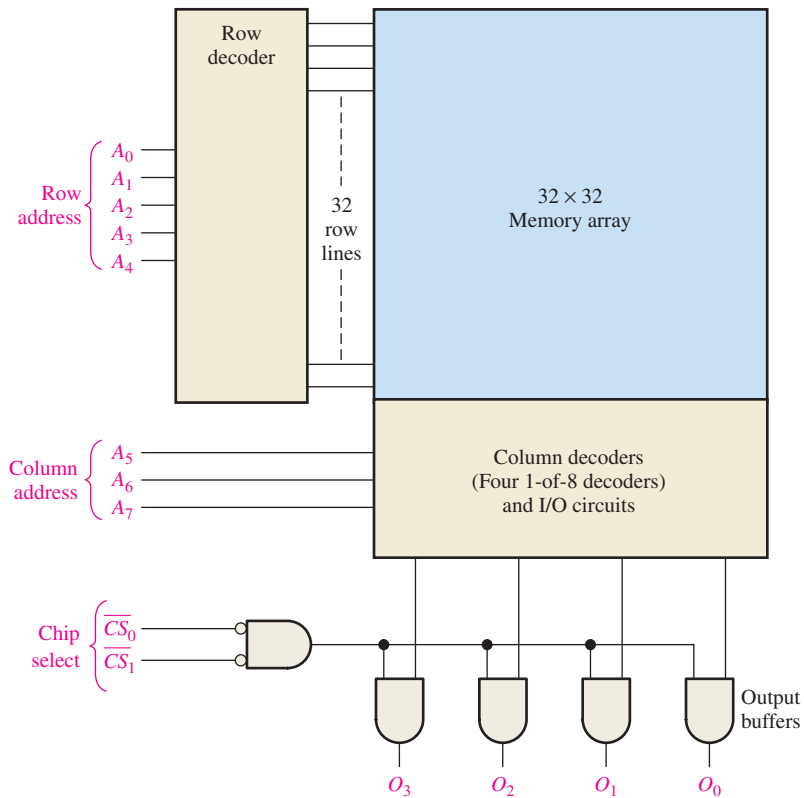 Row
decoder
32 × 32
Memory array
Row
address
A₀
A₁
A₂
A₃
A₄
32
row
lines
Column
address
A₅
A₆
A₇
Column decoders
(Four 1-of-8 decoders)
and I/O circuits
Chip
select
C̅S̅₀
C̅S̅₁
Output
buffers
O₃ O₂ O₁ O₀